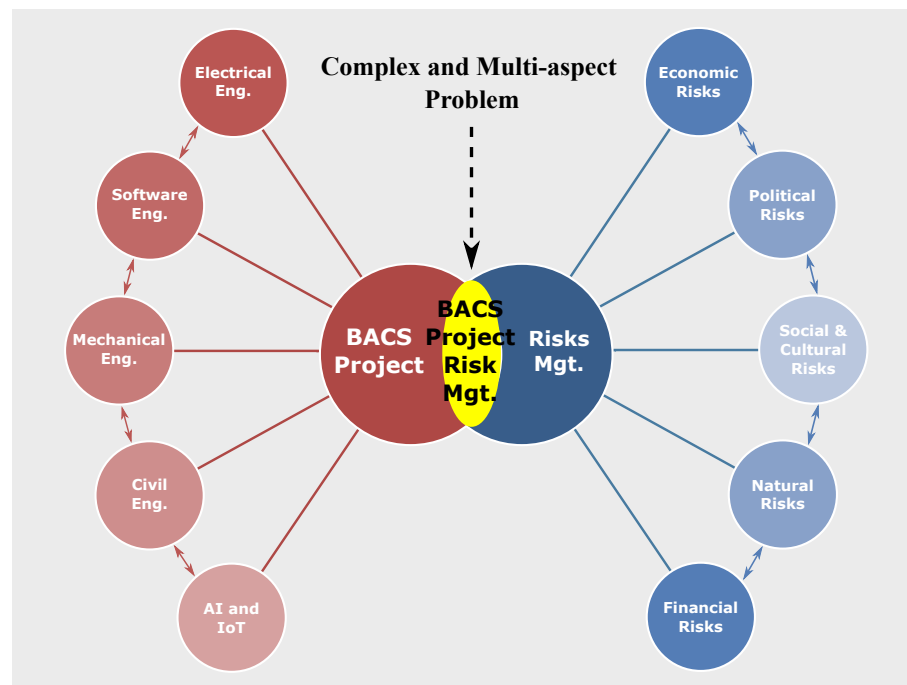 Complex and Multi-aspect
Problem
Electrical
Eng.
Software
Eng.
Mechanical
Eng.
Civil
Eng.
AI and
IoT
BACS
Project
BACS
Project
Risk
Mgt.
Risks
Mgt.
Economic
Risks
Political
Risks
Social &
Cultural
Risks
Natural
Risks
Financial
Risks